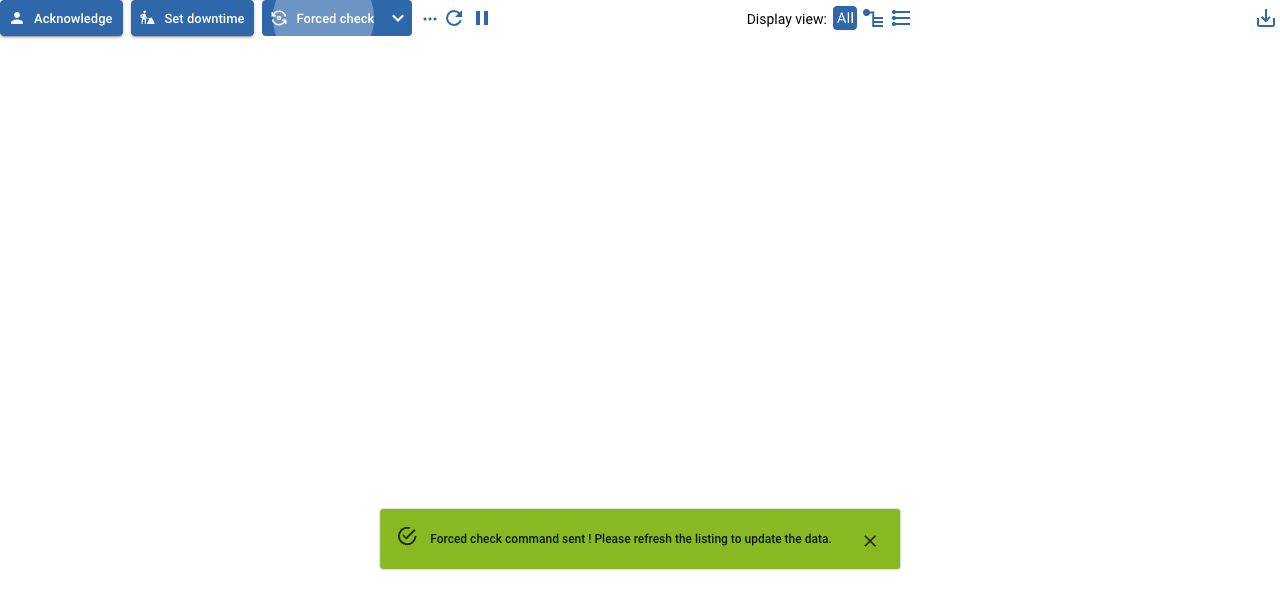 Acknowledge
Set downtime
Forced check
Display view:
All
Forced check command sent ! Please refresh the listing to update the data.